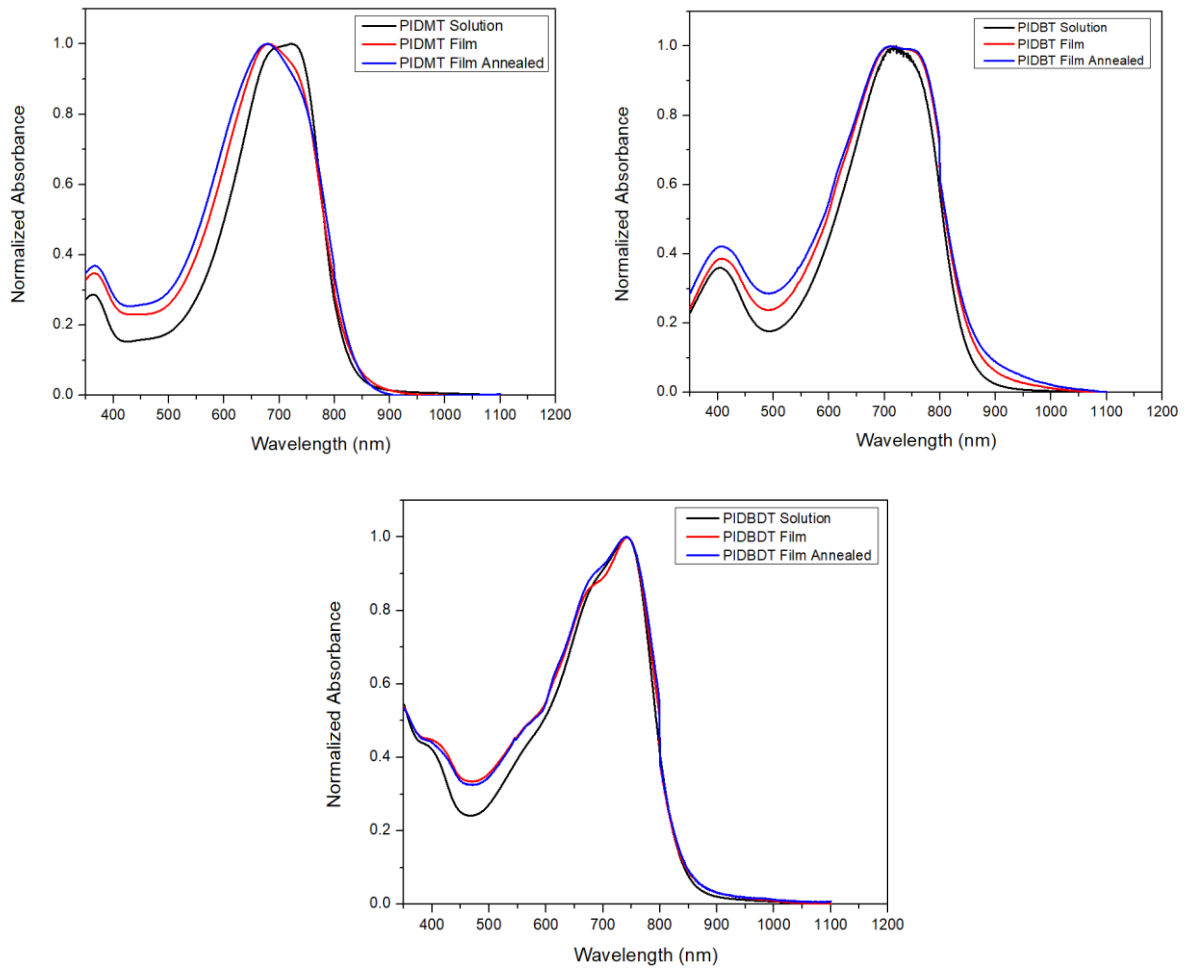 PIDMT Solution
PIDMT Film
PIDMT Film Annealed
1.0
0.8
0.6
0.4
0.2
0.0
Normalized Absorbance
400 500 600 700 800 900 1000 1100 1200
Wavelength (nm)
PIDBT Solution
PIDBT Film
PIDBT Film Annealed
1.0
0.8
0.6
0.4
0.2
0.0
Normalized Absorbance
400 500 600 700 800 900 1000 1100 1200
Wavelength (nm)
PIDBDT Solution
PIDBDT Film
PIDBDT Film Annealed
1.0
0.8
0.6
0.4
0.2
0.0
Normalized Absorbance
400 500 600 700 800 900 1000 1100 1200
Wavelength (nm)